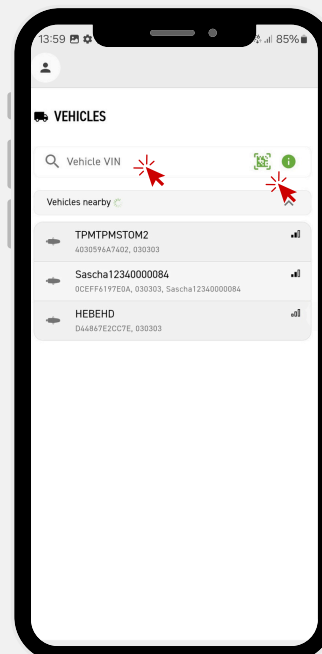 13:59 85%
VEHICLES
Vehicle VIN
Vehicles nearby
TPMTPMSTOM2
4030596A7402, 030303
Sascha12340000084
0CEFF6197E0A, 030303, Sascha12340000084
HEBEHD
D44867E2CC7E, 030303